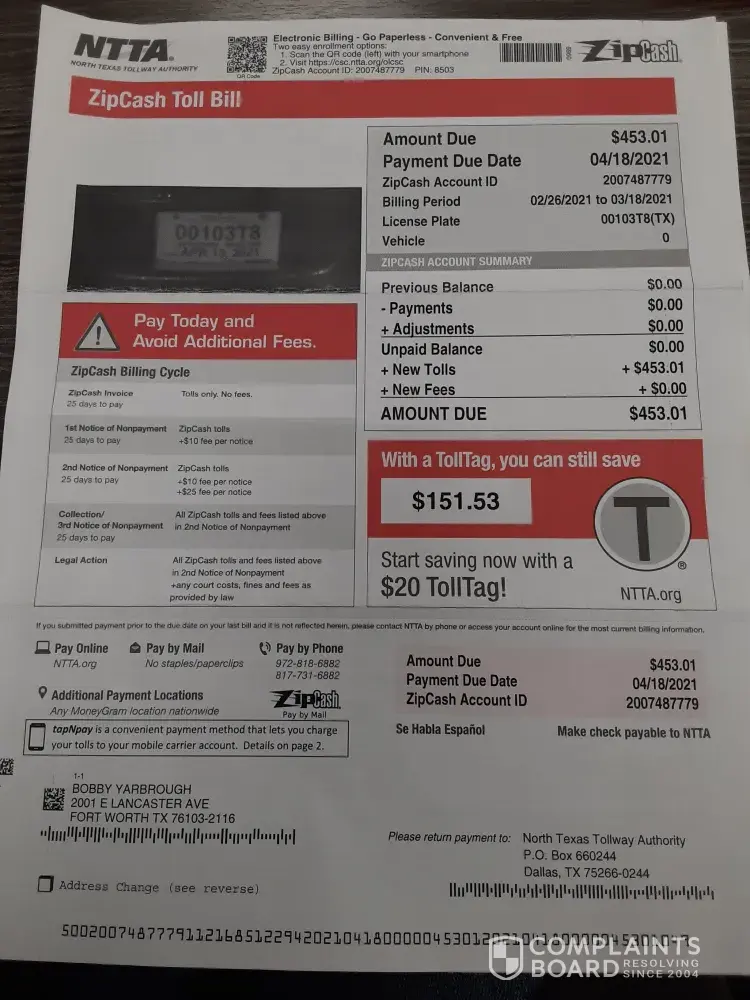 NTTA.
NORTH TEXAS TOLLWAY AUTHORITY
QR Code
Electronic Billing - Go Paperless - Convenient & Free
Two easy enrollment options:
1. Scan the QR code (left) with your smartphone
2. Visit https://csc.ntta.org/olcsc
ZipCash Account ID: 2007487779 PIN: 8503
ZipCash
ZipCash Toll Bill
00103T8
APR 19, 2021
Amount Due $453.01
Payment Due Date 04/18/2021
ZipCash Account ID 2007487779
Billing Period 02/26/2021 to 03/18/2021
License Plate 00103T8(TX)
Vehicle 0
ZIPCASH ACCOUNT SUMMARY
Previous Balance $0.00
- Payments $0.00
+ Adjustments $0.00
Unpaid Balance $0.00
+ New Tolls + $453.01
+ New Fees + $0.00
AMOUNT DUE $453.01
Pay Today and
Avoid Additional Fees.
ZipCash Billing Cycle
ZipCash Invoice Tolls only. No fees.
25 days to pay
1st Notice of Nonpayment ZipCash tolls
25 days to pay +$10 fee per notice
2nd Notice of Nonpayment ZipCash tolls
25 days to pay +$10 fee per notice
+$25 fee per notice
Collection/ All ZipCash tolls and fees listed above
3rd Notice of Nonpayment in 2nd Notice of Nonpayment
25 days to pay
Legal Action All ZipCash tolls and fees listed above
in 2nd Notice of Nonpayment
+any court costs, fines and fees as
provided by law
With a TollTag, you can still save
$151.53
Start saving now with a
$20 TollTag!
T
NTTA.org
If you submitted payment prior to the due date on your last bill and it is not reflected herein, please contact NTTA by phone or access your account online for the most current billing information.
Pay Online Pay by Mail Pay by Phone
NTTA.org No staples/paperclips 972-818-6882
817-731-6882
Additional Payment Locations
Any MoneyGram location nationwide
ZipCash
Pay by Mail
tapNpay is a convenient payment method that lets you charge
your tolls to your mobile carrier account. Details on page 2.
Amount Due $453.01
Payment Due Date 04/18/2021
ZipCash Account ID 2007487779
Se Habla Español Make check payable to NTTA
1-1
BOBBY YARBROUGH
2001 E LANCASTER AVE
FORT WORTH TX 76103-2116
Please return payment to: North Texas Tollway Authority
P.O. Box 660244
Dallas, TX 75266-0244
Address Change (see reverse)
COMPLAINTS
BOARD RESOLVING
SINCE 2004